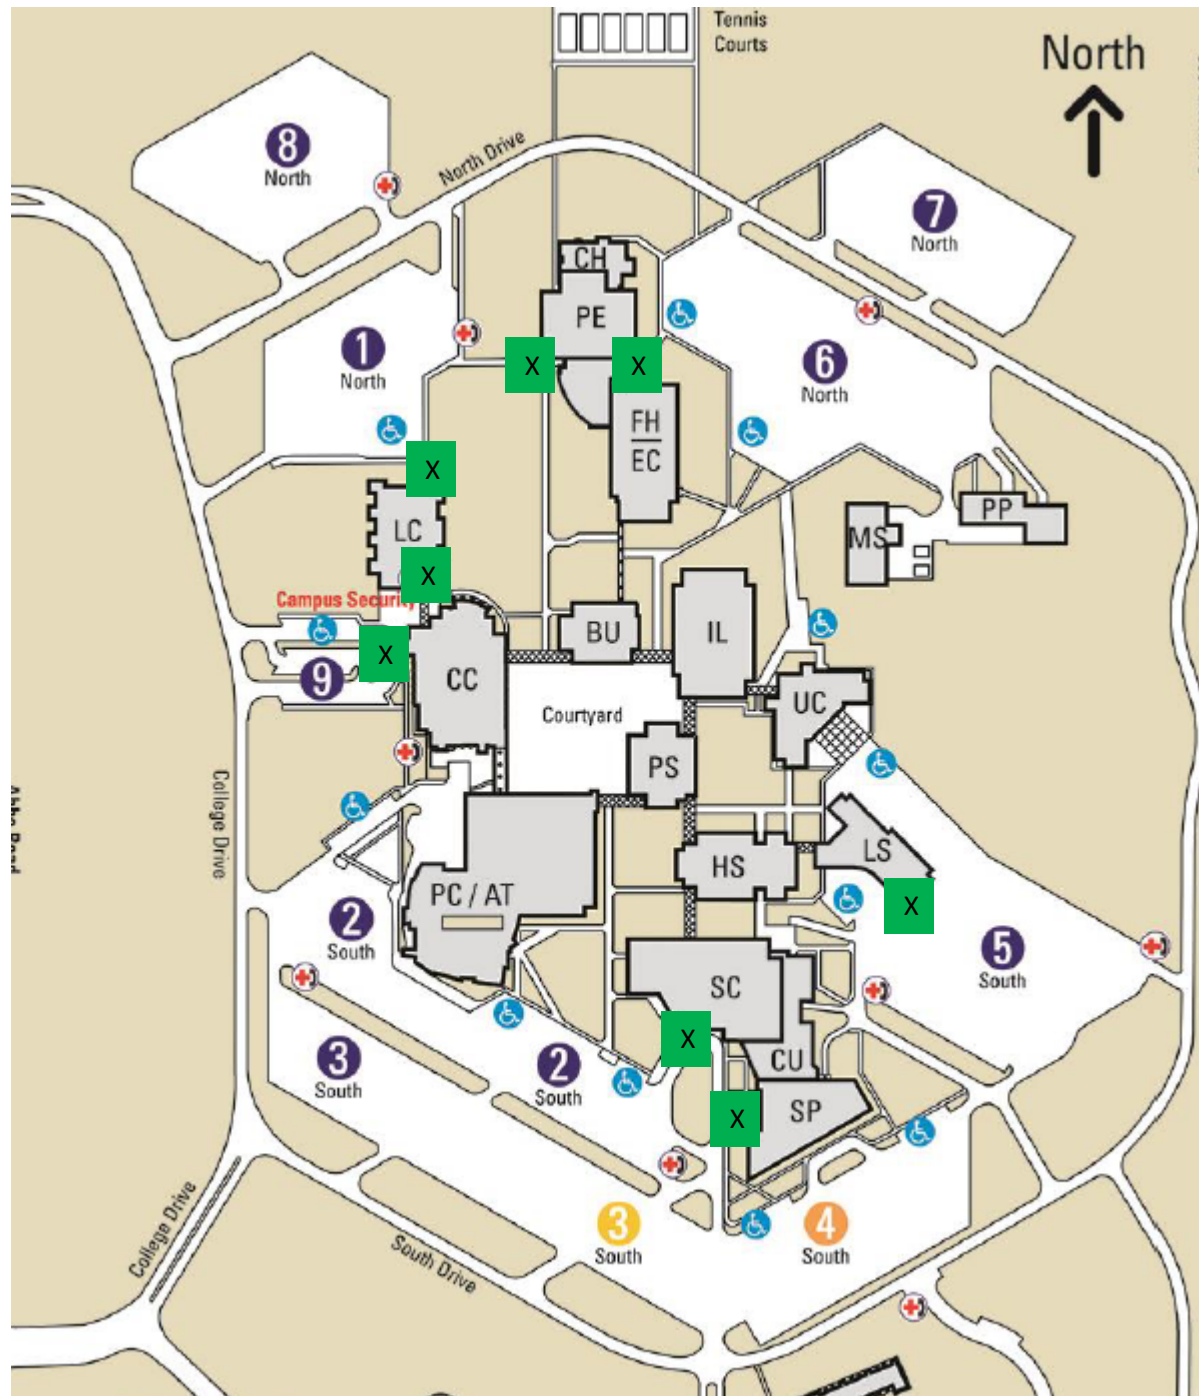 Tennis
Courts
North
8
North
North Drive
7
North
CH
PE
1
North
6
North
X
X
FH
EC
X
LC
MS
PP
X
Campus Security
BU
IL
X
CC
9
UC
Courtyard
PS
College Drive
HS
LS
PC / AT
X
2
South
5
South
SC
X
3
South
2
South
CU
SP
X
3
South
4
South
College Drive
South Drive